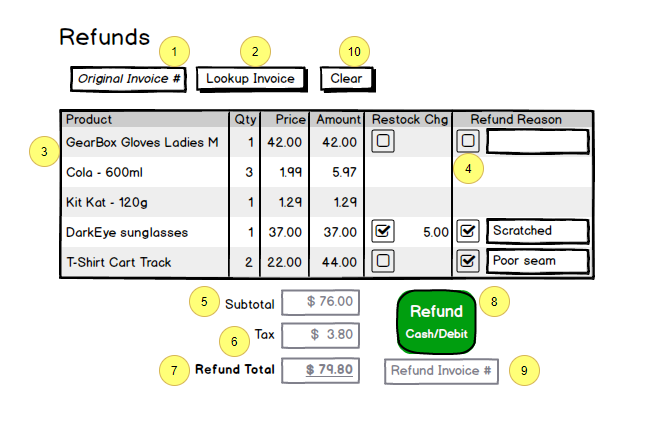 Refunds
1 2 10
Original Invoice # Lookup Invoice Clear
Product Qty Price Amount Restock Chg Refund Reason
GearBox Gloves Ladies M 1 42.00 42.00
3
Cola - 600ml 3 1.99 5.97
4
Kit Kat - 120g 1 1.29 1.29
DarkEye sunglasses 1 37.00 37.00 5.00 Scratched
T-Shirt Cart Track 2 22.00 44.00 Poor seam
5 Subtotal $ 76.00 8
Refund
Cash/Debit
6 Tax $ 3.80
7 Refund Total $ 79.80 Refund Invoice # 9